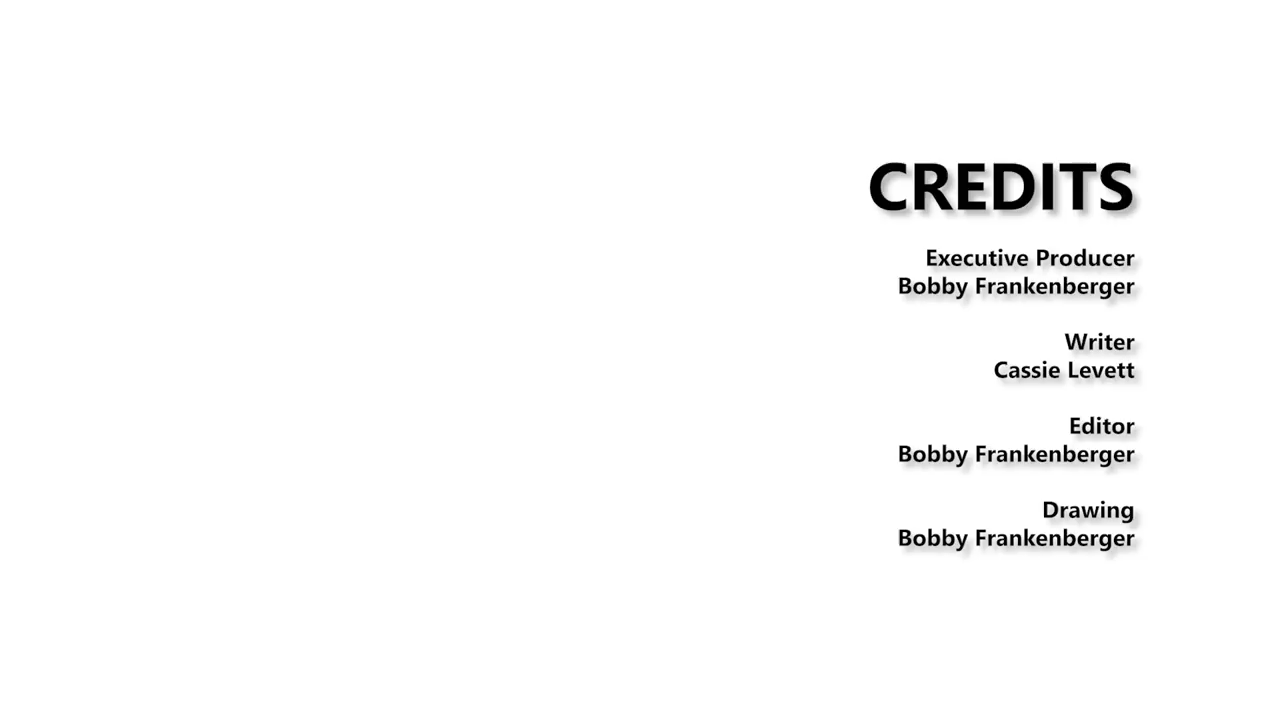 CREDITS
Executive Producer
Bobby Frankenberger
Writer
Cassie Levett
Editor
Bobby Frankenberger
Drawing
Bobby Frankenberger